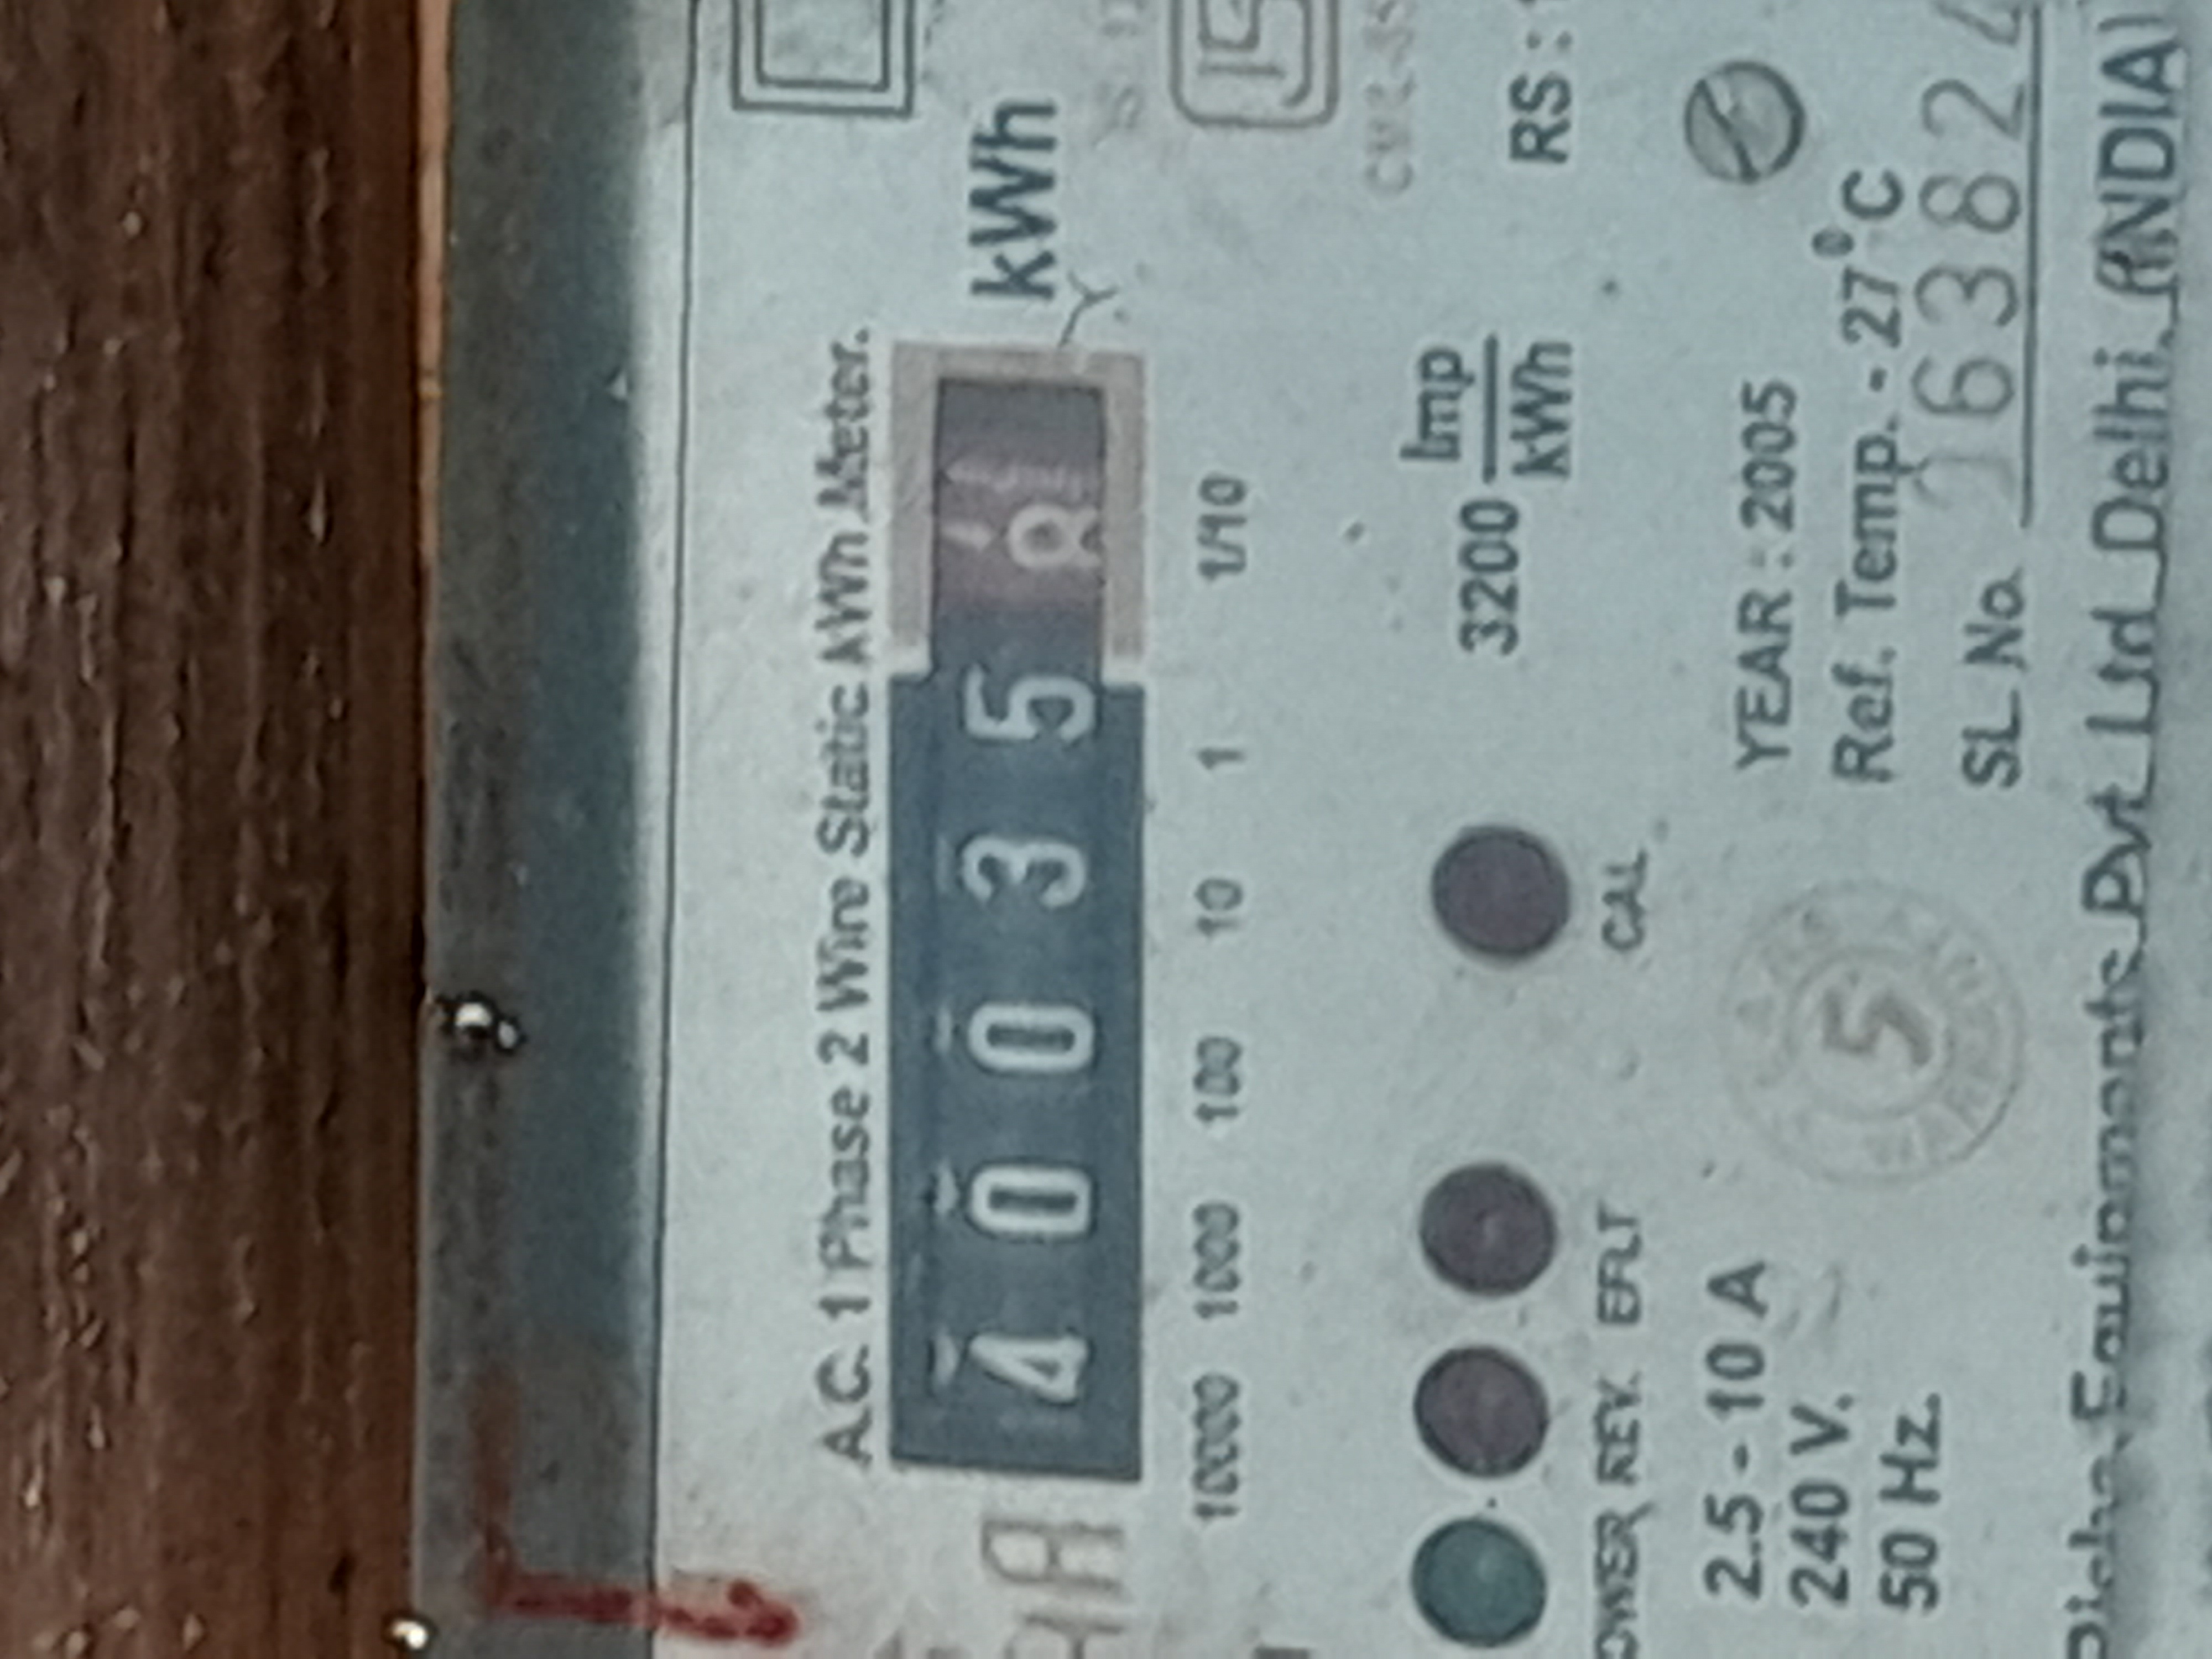 A.C. 1 Phase 2 Wire Static kWh Meter.
4 0 0 3 5 8
kWh
10000 1000 100 10 1 1/10
3200 Imp
kWh
RS :
REV. EFLT CAL
2.5 - 10 A
240 V.
50 Hz.
YEAR : 2005
Ref. Temp. - 27°C
SL No.
5
Equipments Pvt. Ltd. Delhi. (INDIA)